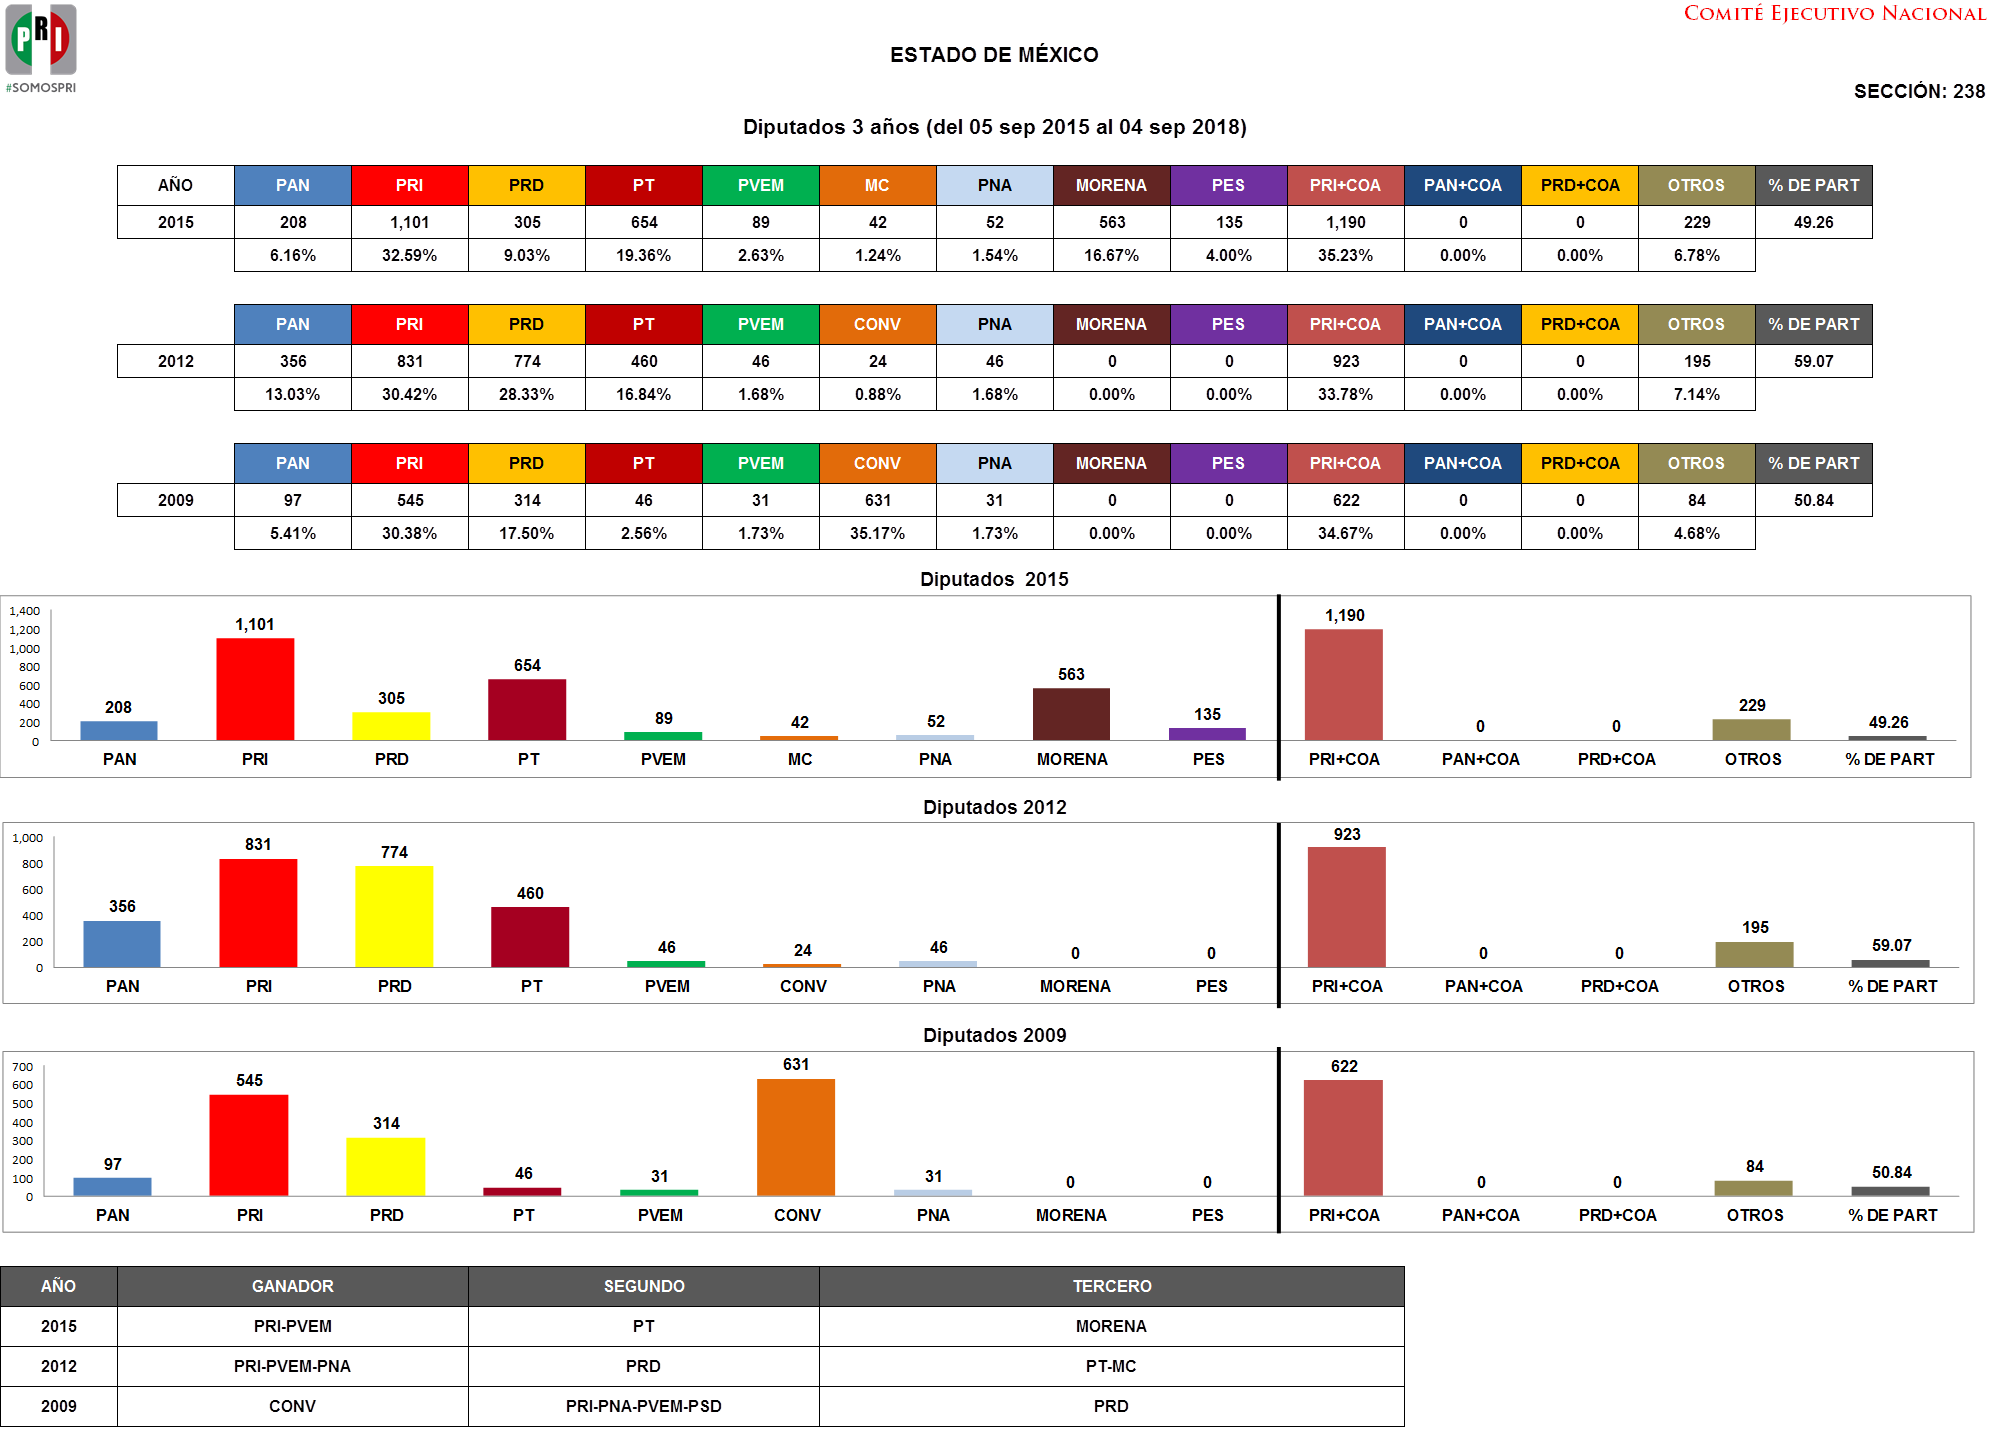 PRI
#SOMOSPRI
COMITÉ EJECUTIVO NACIONAL
ESTADO DE MÉXICO
SECCIÓN: 238
Diputados 3 años (del 05 sep 2015 al 04 sep 2018)
AÑO PAN PRI PRD PT PVEM MC PNA MORENA PES PRI+COA PAN+COA PRD+COA OTROS % DE PART
2015 208 1,101 305 654 89 42 52 563 135 1,190 0 0 229 49.26
6.16% 32.59% 9.03% 19.36% 2.63% 1.24% 1.54% 16.67% 4.00% 35.23% 0.00% 0.00% 6.78%
PAN PRI PRD PT PVEM CONV PNA MORENA PES PRI+COA PAN+COA PRD+COA OTROS % DE PART
2012 356 831 774 460 46 24 46 0 0 923 0 0 195 59.07
13.03% 30.42% 28.33% 16.84% 1.68% 0.88% 1.68% 0.00% 0.00% 33.78% 0.00% 0.00% 7.14%
PAN PRI PRD PT PVEM CONV PNA MORENA PES PRI+COA PAN+COA PRD+COA OTROS % DE PART
2009 97 545 314 46 31 631 31 0 0 622 0 0 84 50.84
5.41% 30.38% 17.50% 2.56% 1.73% 35.17% 1.73% 0.00% 0.00% 34.67% 0.00% 0.00% 4.68%
Diputados 2015
1,400
1,200
1,000
800
600
400
200
0
208 1,101 305 654 89 42 52 563 135 1,190 0 0 229 49.26
PAN PRI PRD PT PVEM MC PNA MORENA PES PRI+COA PAN+COA PRD+COA OTROS % DE PART
Diputados 2012
1,000
800
600
400
200
0
356 831 774 460 46 24 46 0 0 923 0 0 195 59.07
PAN PRI PRD PT PVEM CONV PNA MORENA PES PRI+COA PAN+COA PRD+COA OTROS % DE PART
Diputados 2009
700
600
500
400
300
200
100
0
97 545 314 46 31 631 31 0 0 622 0 0 84 50.84
PAN PRI PRD PT PVEM CONV PNA MORENA PES PRI+COA PAN+COA PRD+COA OTROS % DE PART
AÑO GANADOR SEGUNDO TERCERO
2015 PRI-PVEM PT MORENA
2012 PRI-PVEM-PNA PRD PT-MC
2009 CONV PRI-PNA-PVEM-PSD PRD